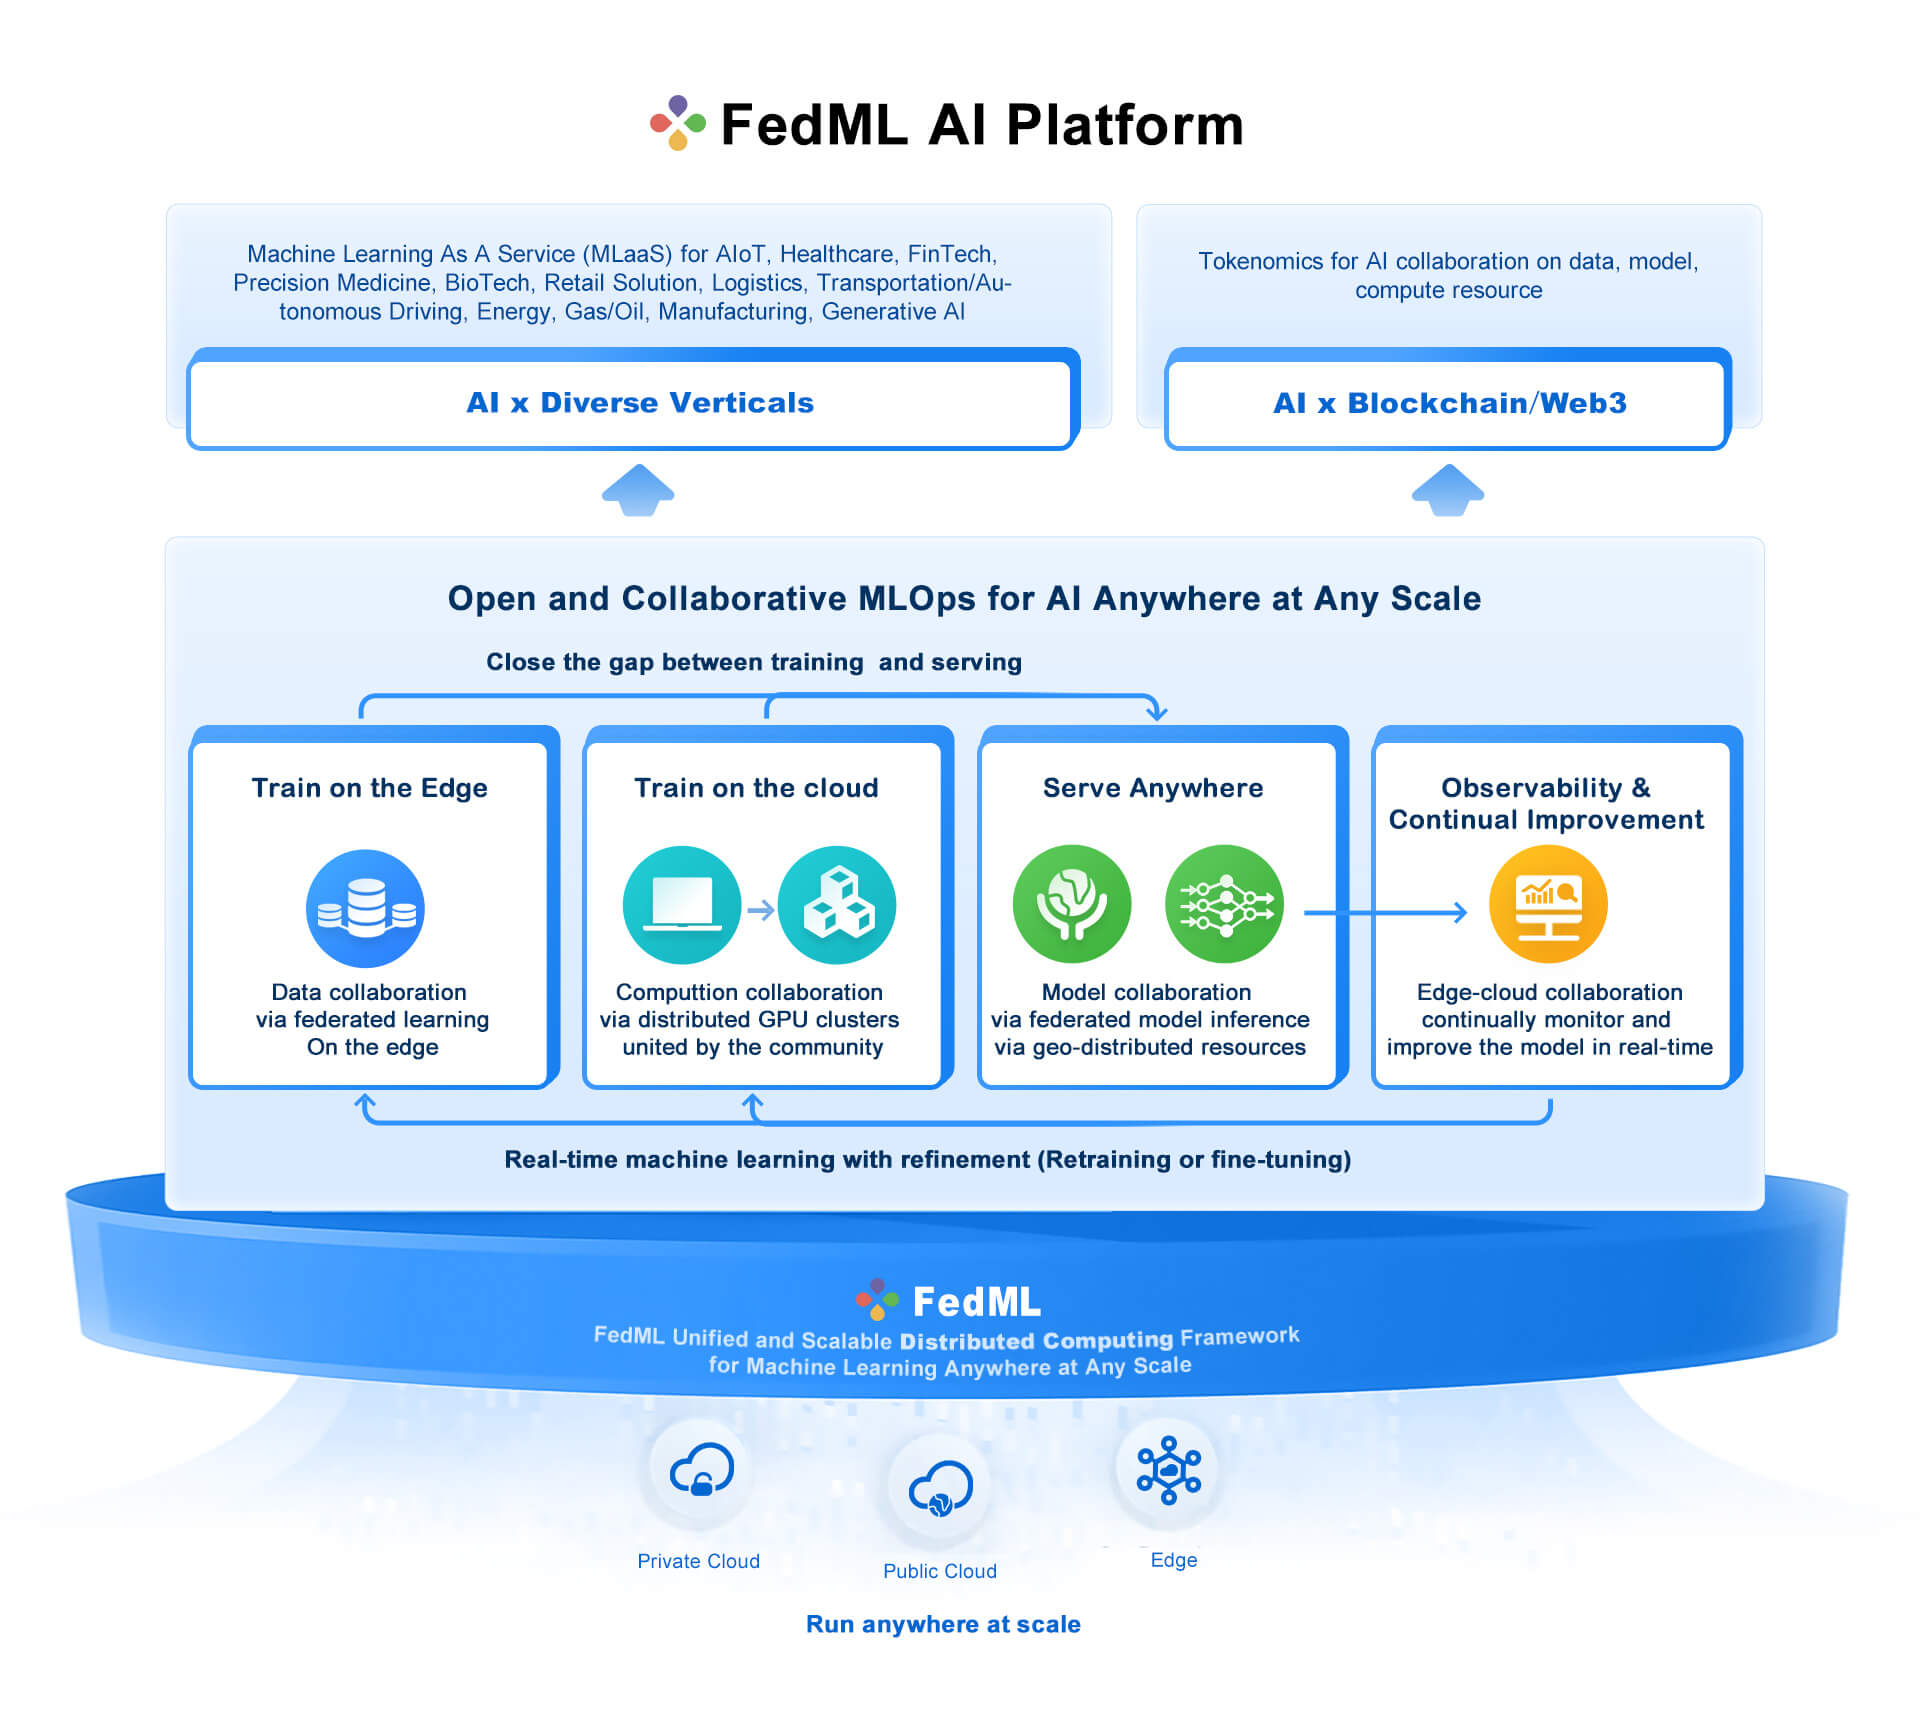 FedML AI Platform
Machine Learning As A Service (MLaaS) for AIoT, Healthcare, FinTech,
Precision Medicine, BioTech, Retail Solution, Logistics, Transportation/Au-
tonomous Driving, Energy, Gas/Oil, Manufacturing, Generative AI
AI x Diverse Verticals
Tokenomics for AI collaboration on data, model,
compute resource
AI x Blockchain/Web3
Open and Collaborative MLOps for AI Anywhere at Any Scale
Close the gap between training and serving
Train on the Edge
Data collaboration
via federated learning
On the edge
Train on the cloud
Computtion collaboration
via distributed GPU clusters
united by the community
Serve Anywhere
Model collaboration
via federated model inference
via geo-distributed resources
Observability &
Continual Improvement
Edge-cloud collaboration
continually monitor and
improve the model in real-time
Real-time machine learning with refinement (Retraining or fine-tuning)
FedML
FedML Unified and Scalable Distributed Computing Framework
for Machine Learning Anywhere at Any Scale
Private Cloud
Public Cloud
Edge
Run anywhere at scale